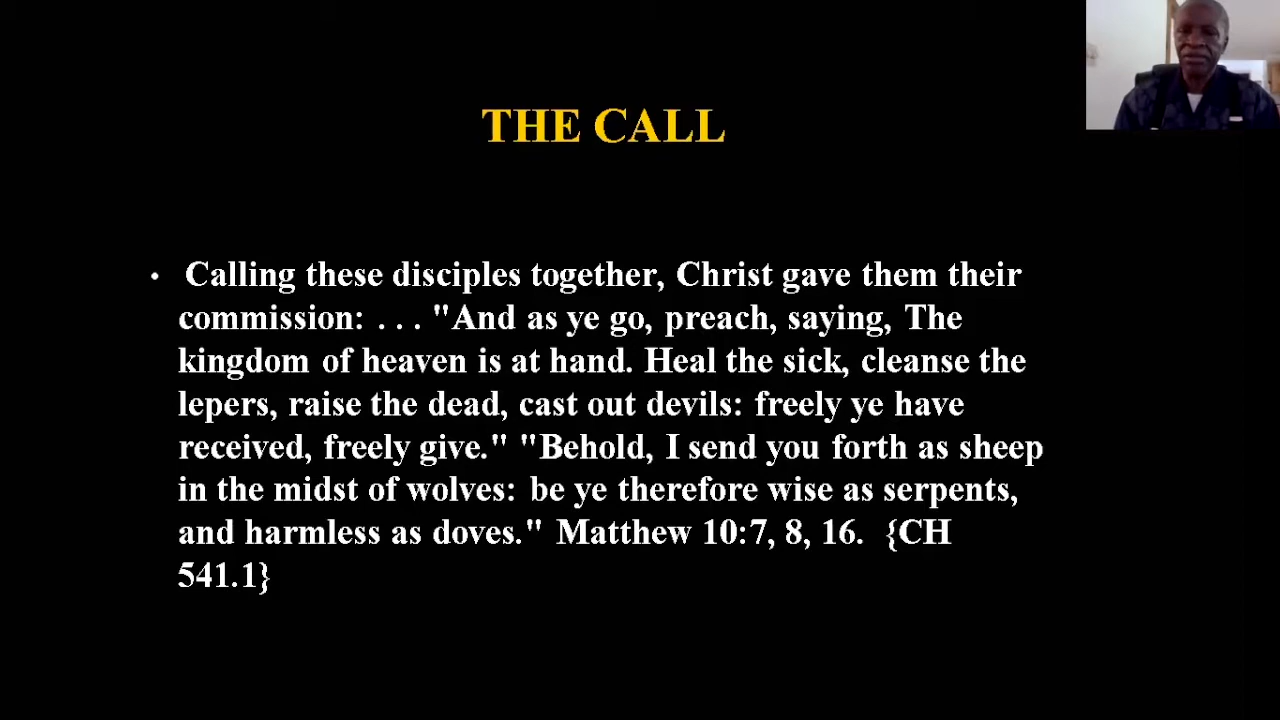 THE CALL
• Calling these disciples together, Christ gave them their
commission: . . . "And as ye go, preach, saying, The
kingdom of heaven is at hand. Heal the sick, cleanse the
lepers, raise the dead, cast out devils: freely ye have
received, freely give." "Behold, I send you forth as sheep
in the midst of wolves: be ye therefore wise as serpents,
and harmless as doves." Matthew 10:7, 8, 16. {CH
541.1}